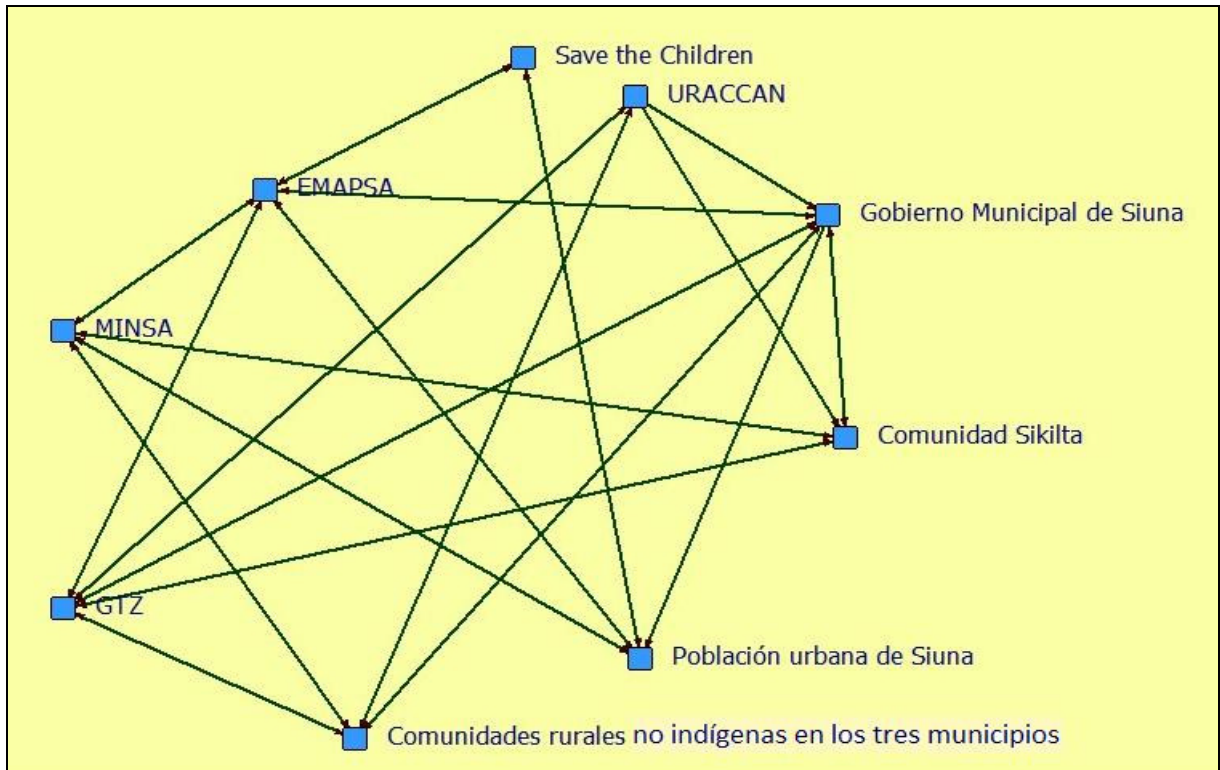 Save the Children
URACCAN
EMAPSA
Gobierno Municipal de Siuna
MINSA
Comunidad Sikilta
GTZ
Población urbana de Siuna
Comunidades rurales no indígenas en los tres municipios